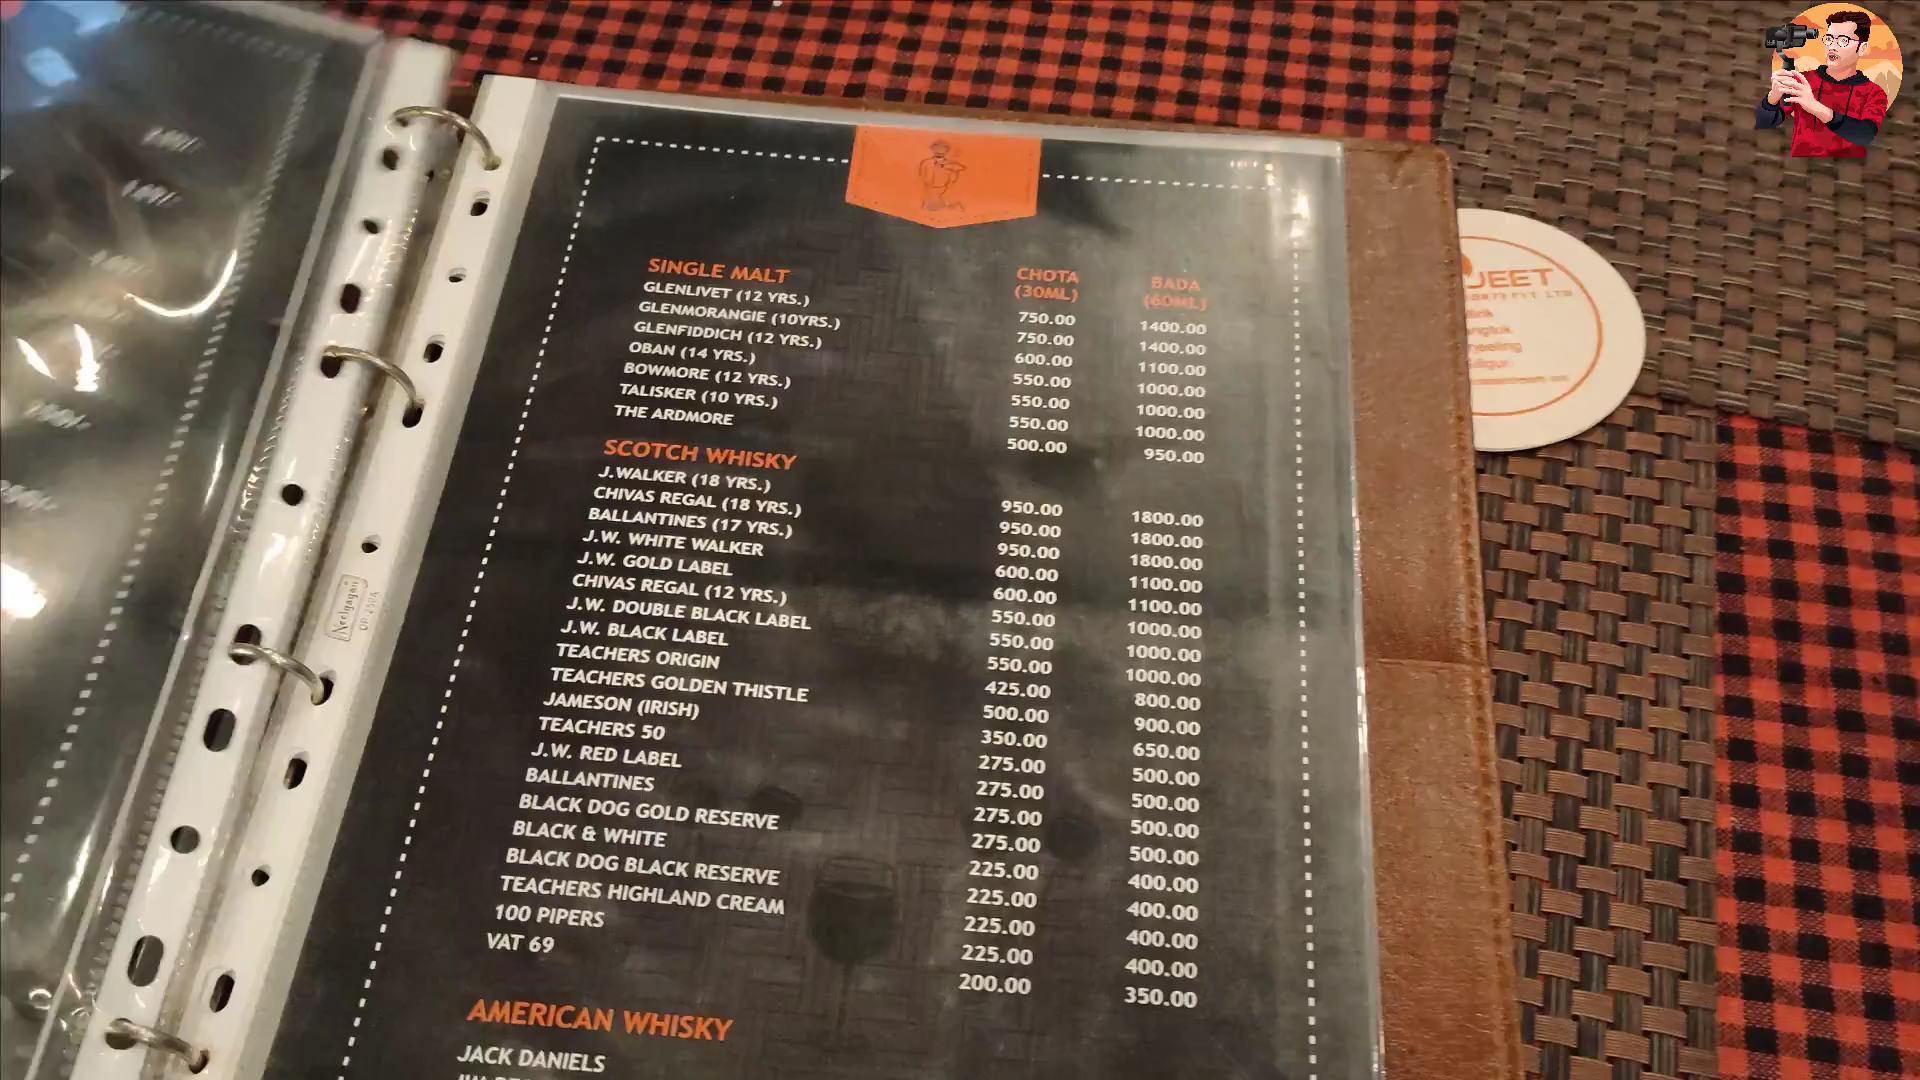 SINGLE MALT CHOTA (30ML) BADA (60ML)
GLENLIVET (12 YRS.) 750.00 1400.00
GLENMORANGIE (10YRS.) 750.00 1400.00
GLENFIDDICH (12 YRS.) 600.00 1100.00
OBAN (14 YRS.) 550.00 1000.00
BOWMORE (12 YRS.) 550.00 1000.00
TALISKER (10 YRS.) 550.00 1000.00
THE ARDMORE 500.00 950.00
SCOTCH WHISKY
J.WALKER (18 YRS.) 950.00 1800.00
CHIVAS REGAL (18 YRS.) 950.00 1800.00
BALLANTINES (17 YRS.) 950.00 1800.00
J.W. WHITE WALKER 600.00 1100.00
J.W. GOLD LABEL 600.00 1100.00
CHIVAS REGAL (12 YRS.) 550.00 1000.00
J.W. DOUBLE BLACK LABEL 550.00 1000.00
J.W. BLACK LABEL 550.00 1000.00
TEACHERS ORIGIN 425.00 800.00
TEACHERS GOLDEN THISTLE 500.00 900.00
JAMESON (IRISH) 350.00 650.00
TEACHERS 50 275.00 500.00
J.W. RED LABEL 275.00 500.00
BALLANTINES 275.00 500.00
BLACK DOG GOLD RESERVE 275.00 500.00
BLACK & WHITE 225.00 400.00
BLACK DOG BLACK RESERVE 225.00 400.00
TEACHERS HIGHLAND CREAM 225.00 400.00
100 PIPERS 225.00 400.00
VAT 69 200.00 350.00
AMERICAN WHISKY
JACK DANIELS
Neelgagan
JEET
PVT. LTD